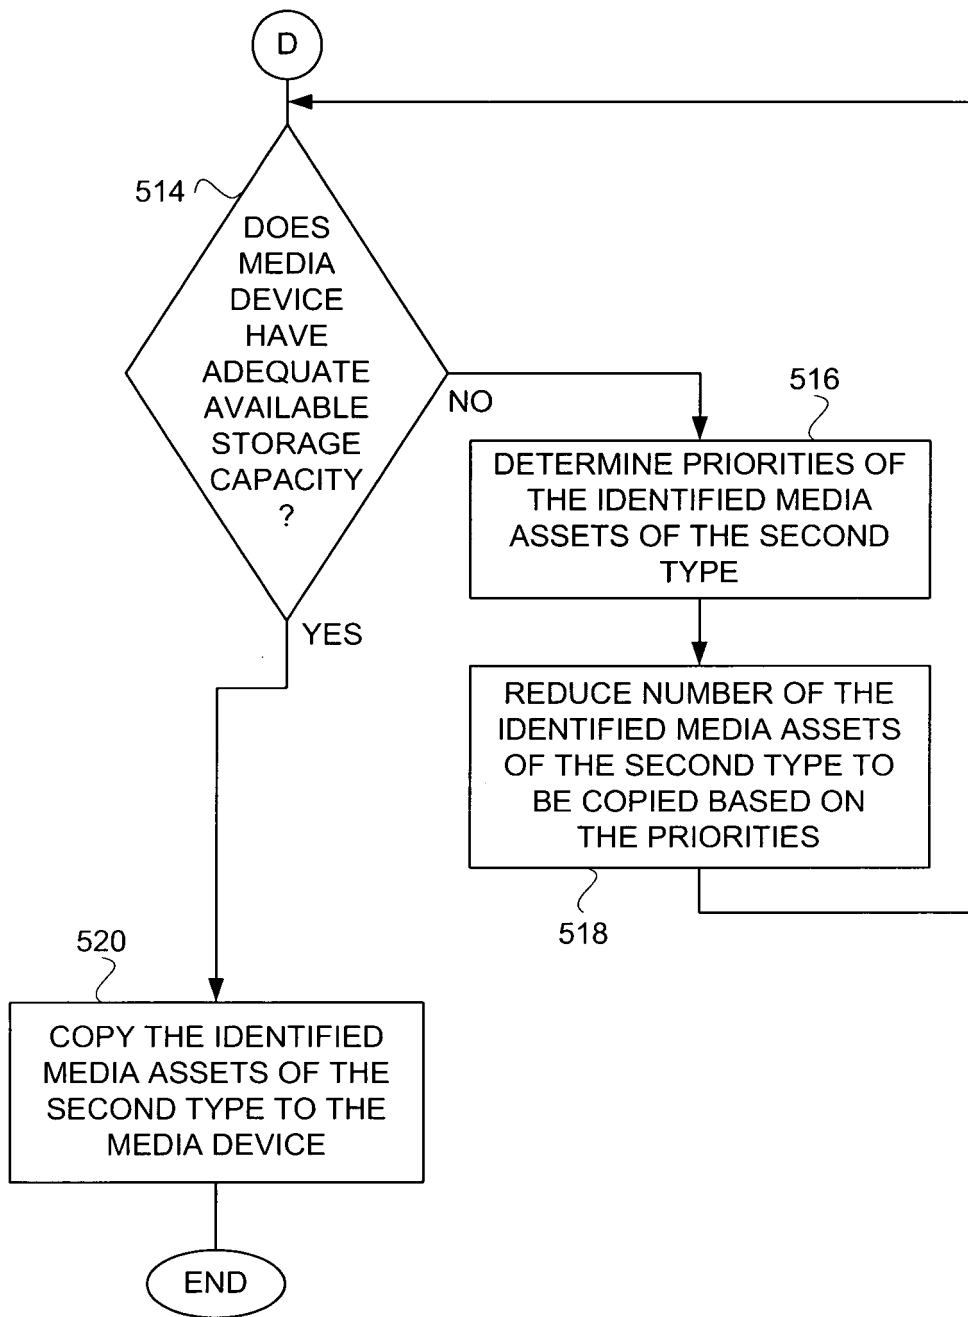 D
514
DOES
MEDIA
DEVICE
HAVE
ADEQUATE
AVAILABLE
STORAGE
CAPACITY
?
NO
YES
516
DETERMINE PRIORITIES OF
THE IDENTIFIED MEDIA
ASSETS OF THE SECOND
TYPE
REDUCE NUMBER OF THE
IDENTIFIED MEDIA ASSETS
OF THE SECOND TYPE TO
BE COPIED BASED ON
THE PRIORITIES
518
520
COPY THE IDENTIFIED
MEDIA ASSETS OF THE
SECOND TYPE TO THE
MEDIA DEVICE
END